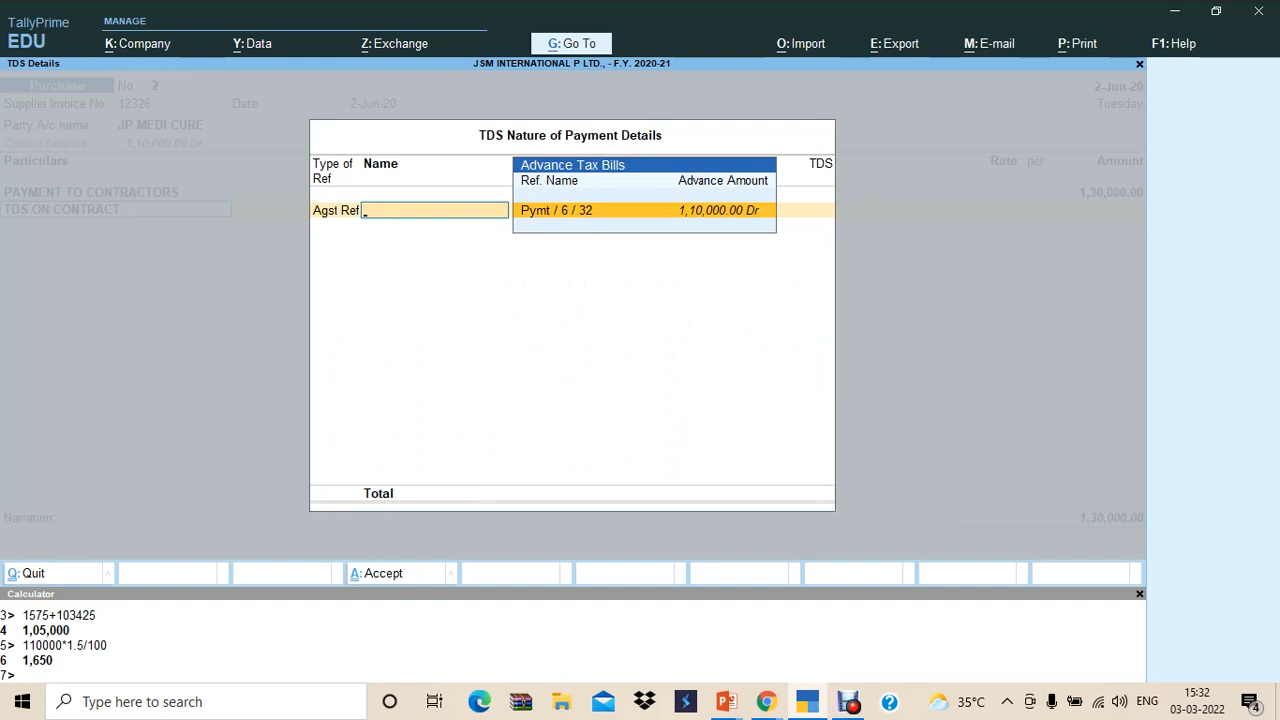 TallyPrime
EDU
MANAGE
K: Company
Y: Data
Z: Exchange
G: Go To
O: Import
E: Export
M: E-mail
P: Print
F1: Help
TDS Details
JSM INTERNATIONAL P LTD., - F.Y. 2020-21
Purchase No. 2
2-Jun-20
Supplier Invoice No.: 12326 Date 2-Jun-20
Tuesday
Party A/c name : JP MEDI CURE
Current balance : 1,10,000.00 Dr
Particulars
Rate per Amount
PAYMENT TO CONTRACTORS
1,30,000.00
TDS ON CONTRACT
TDS Nature of Payment Details
Type of Ref
Name
TDS
Advance Tax Bills
Ref. Name Advance Amount
Agst Ref
Pymt / 6 / 32 1,10,000.00 Dr
Total
Narration:
1,30,000.00
Q: Quit
A: Accept
Calculator
3> 1575+103425
4 1,05,000
5> 110000*1.5/100
6 1,650
7>
Type here to search
35°C
ENG
15:32
03-03-2022
4